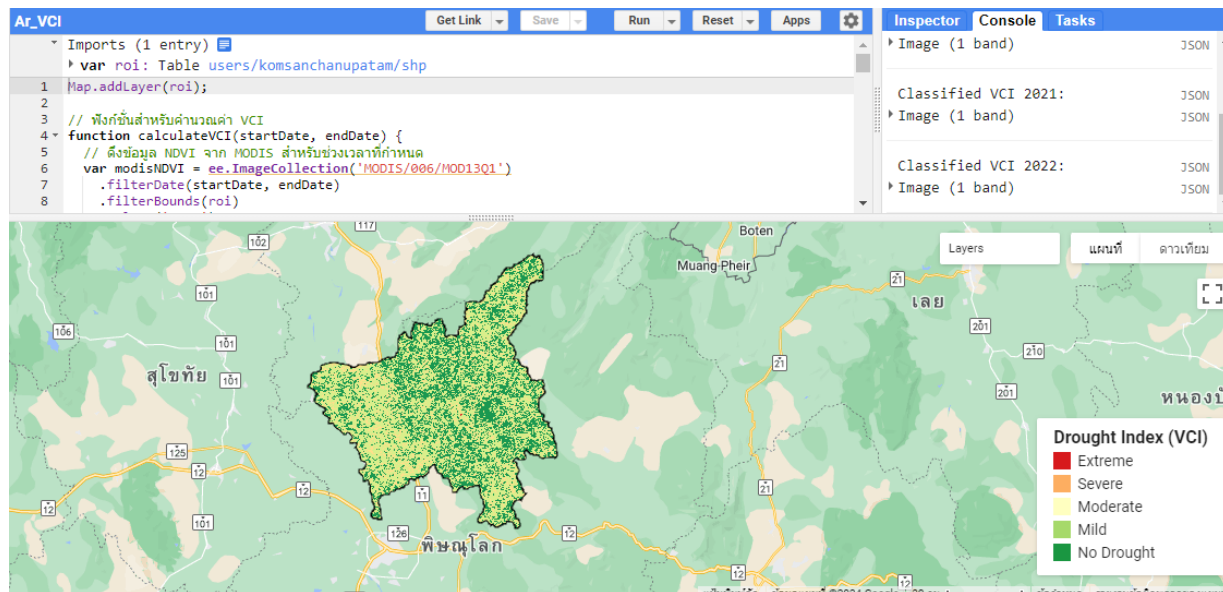 Ar_VCI
Get Link Save Run Reset Apps
Inspector Console Tasks
Imports (1 entry)
var roi: Table users/komsanchanupatam/shp
1 Map.addLayer(roi);
2
3 // ฟังก์ชั่นสำหรับคำนวณค่า VCI
4 function calculateVCI(startDate, endDate) {
5 // ดึงข้อมูล NDVI จาก MODIS สำหรับช่วงเวลาที่กำหนด
6 var modisNDVI = ee.ImageCollection('MODIS/006/MOD13Q1')
7 .filterDate(startDate, endDate)
8 .filterBounds(roi)
Image (1 band) JSON
Classified VCI 2021: JSON
Image (1 band) JSON
Classified VCI 2022: JSON
Image (1 band) JSON
117
102
Boten
Muang Pheir
Layers
แผนที่ ดาวเทียม
21
เลย
101
106
101
201
210
21
สุโขทัย
101
201
125
12
12
12
11
21
101
126
พิษณุโลก
12
12
12
Drought Index (VCI)
Extreme
Severe
Moderate
Mild
No Drought